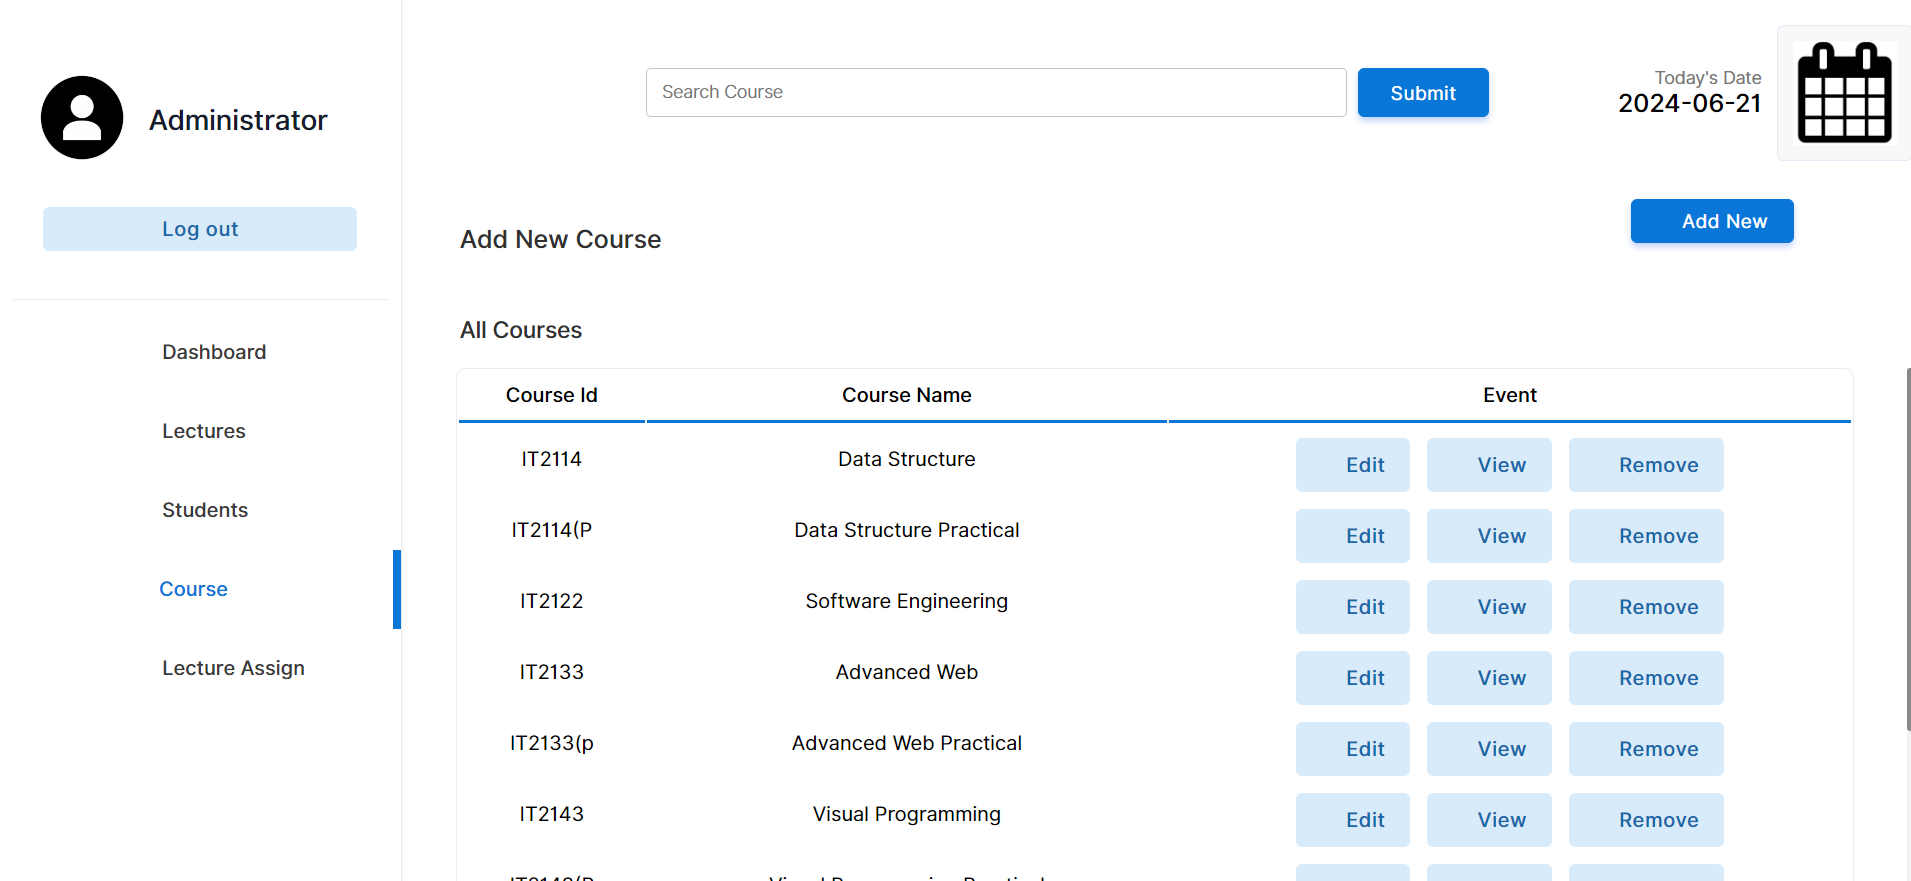 Administrator
Log out
Dashboard
Lectures
Students
Course
Lecture Assign
Search Course
Submit
Today's Date
2024-06-21
Add New Course
Add New
All Courses
Course Id Course Name Event
IT2114 Data Structure Edit View Remove
IT2114(P Data Structure Practical Edit View Remove
IT2122 Software Engineering Edit View Remove
IT2133 Advanced Web Edit View Remove
IT2133(p Advanced Web Practical Edit View Remove
IT2143 Visual Programming Edit View Remove